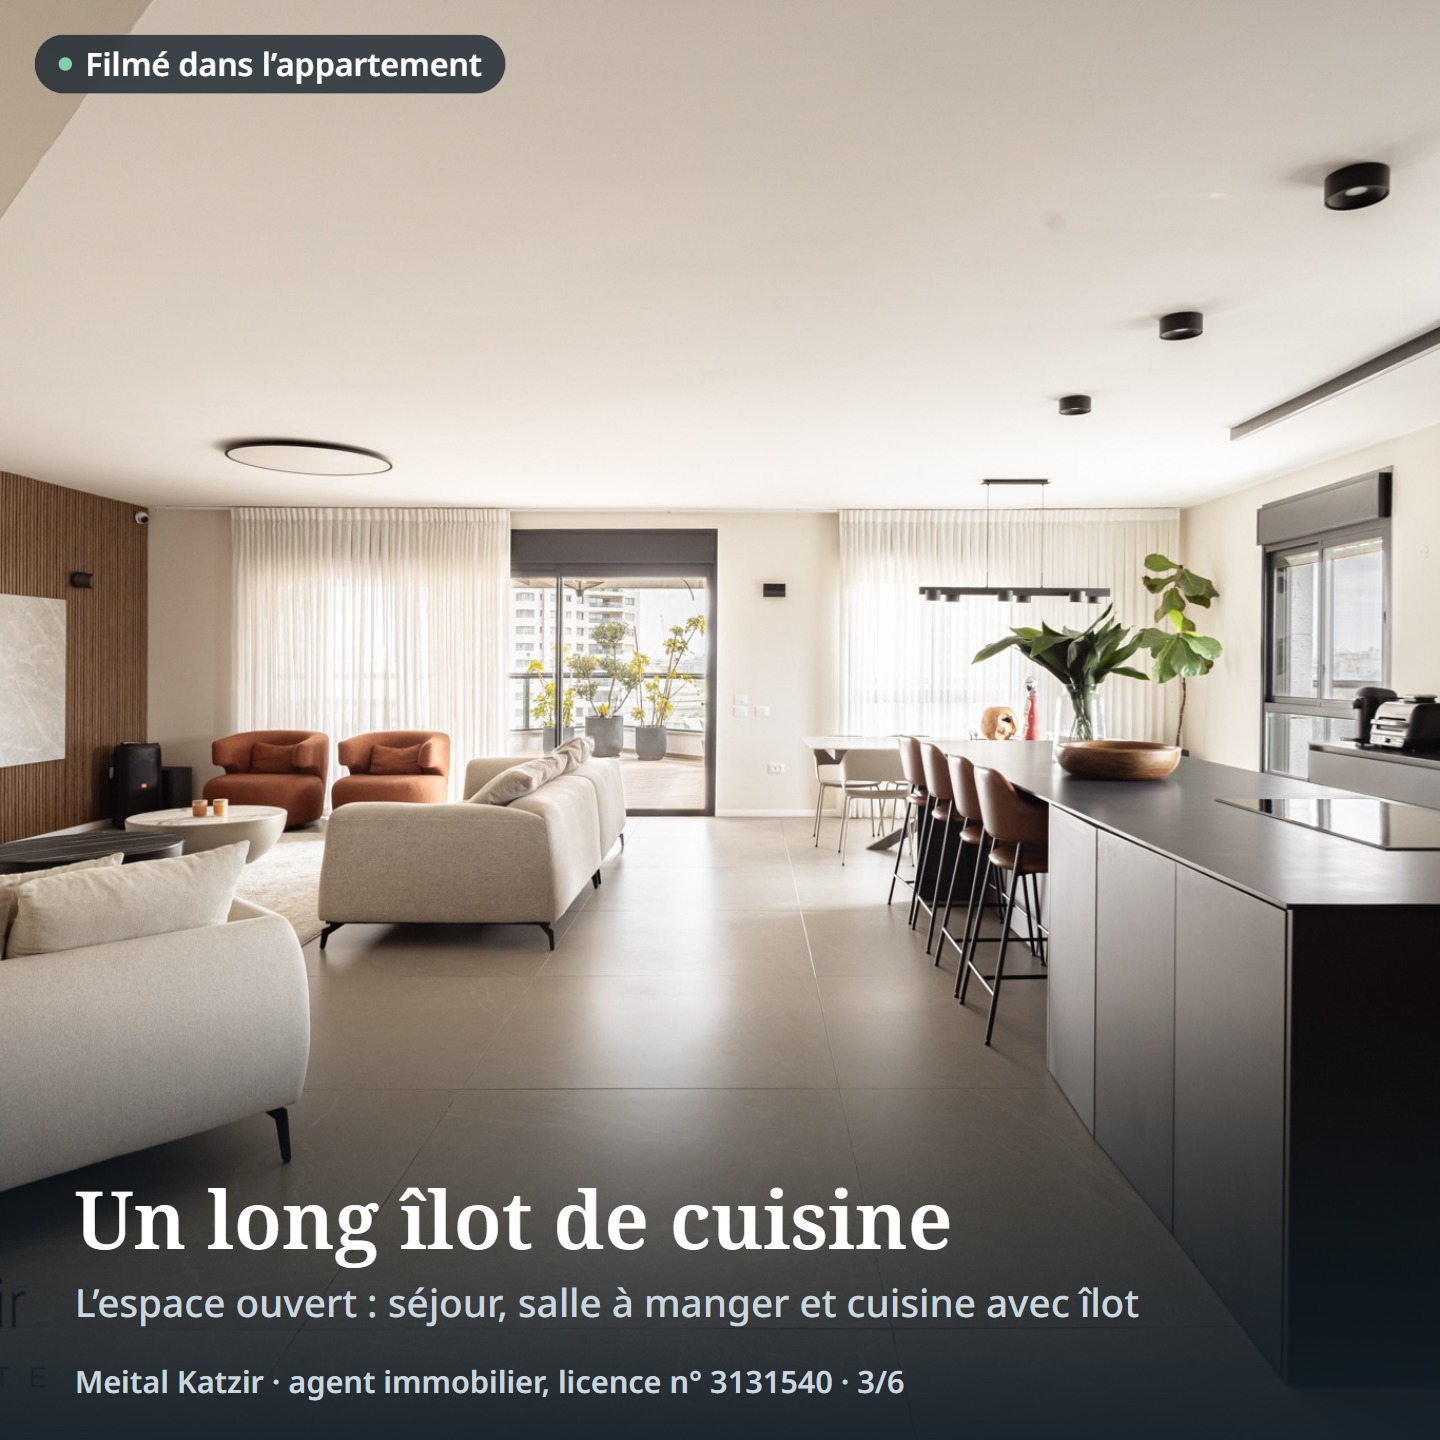 Filmé dans l’appartement
Un long îlot de cuisine
L’espace ouvert : séjour, salle à manger et cuisine avec îlot
Meital Katzir · agent immobilier, licence n° 3131540 · 3/6